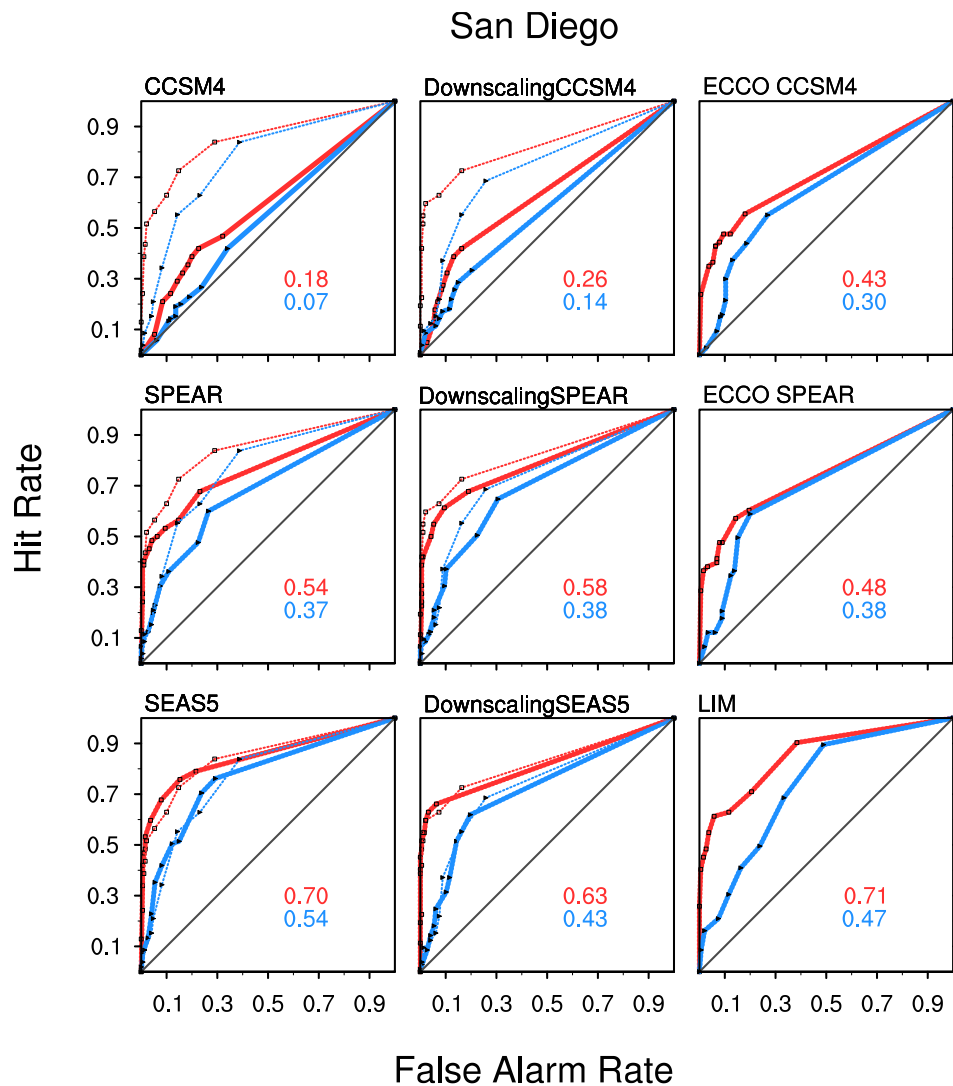 San Diego
CCSM4
DownscalingCCSM4
ECCO CCSM4
0.9
0.7
0.5
0.3
0.1
0.18
0.07
0.26
0.14
0.43
0.30
SPEAR
DownscalingSPEAR
ECCO SPEAR
0.9
0.7
0.5
0.3
0.1
0.54
0.37
0.58
0.38
0.48
0.38
Hit Rate
SEAS5
DownscalingSEAS5
LIM
0.9
0.7
0.5
0.3
0.1
0.70
0.54
0.63
0.43
0.71
0.47
0.1 0.3 0.5 0.7 0.9
0.1 0.3 0.5 0.7 0.9
0.1 0.3 0.5 0.7 0.9
False Alarm Rate